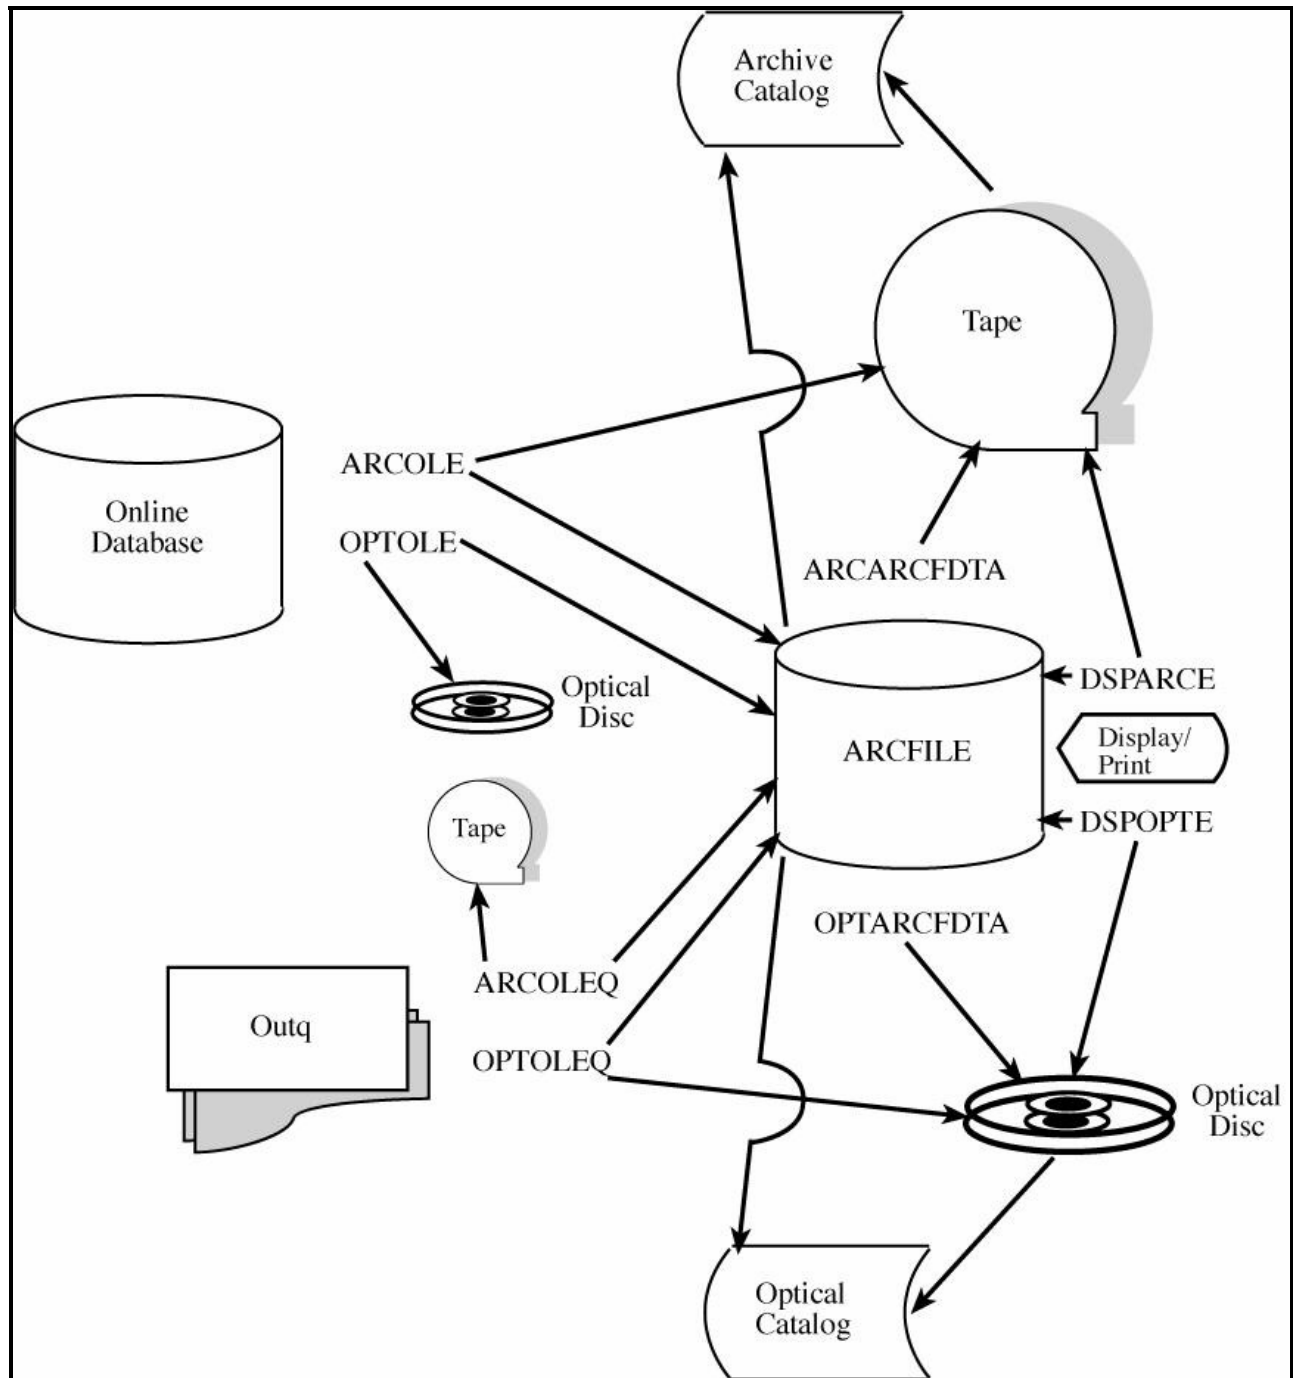 Archive
Catalog
Tape
ARCOLE
Online
Database
OPTOLE
ARCARCFDTA
Optical
Disc
DSPARCE
ARCFILE
Display/
Print
Tape
DSPOPTE
OPTARCFDTA
ARCOLEQ
Outq
OPTOLEQ
Optical
Disc
Optical
Catalog